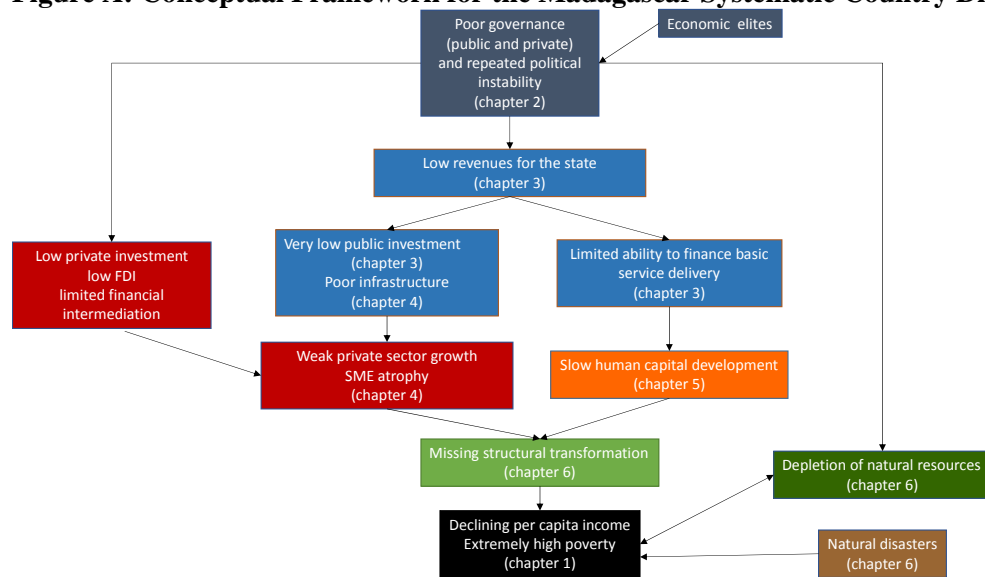 Figure A: Conceptual Framework for the Madagascar Systematic Country Di
Poor governance
(public and private)
and repeated political
instability
(chapter 2)
Economic elites
Low revenues for the state
(chapter 3)
Low private investment
low FDI
limited financial
intermediation
Very low public investment
(chapter 3)
Poor infrastructure
(chapter 4)
Limited ability to finance basic
service delivery
(chapter 3)
Weak private sector growth
SME atrophy
(chapter 4)
Slow human capital development
(chapter 5)
Missing structural transformation
(chapter 6)
Depletion of natural resources
(chapter 6)
Declining per capita income
Extremely high poverty
(chapter 1)
Natural disasters
(chapter 6)